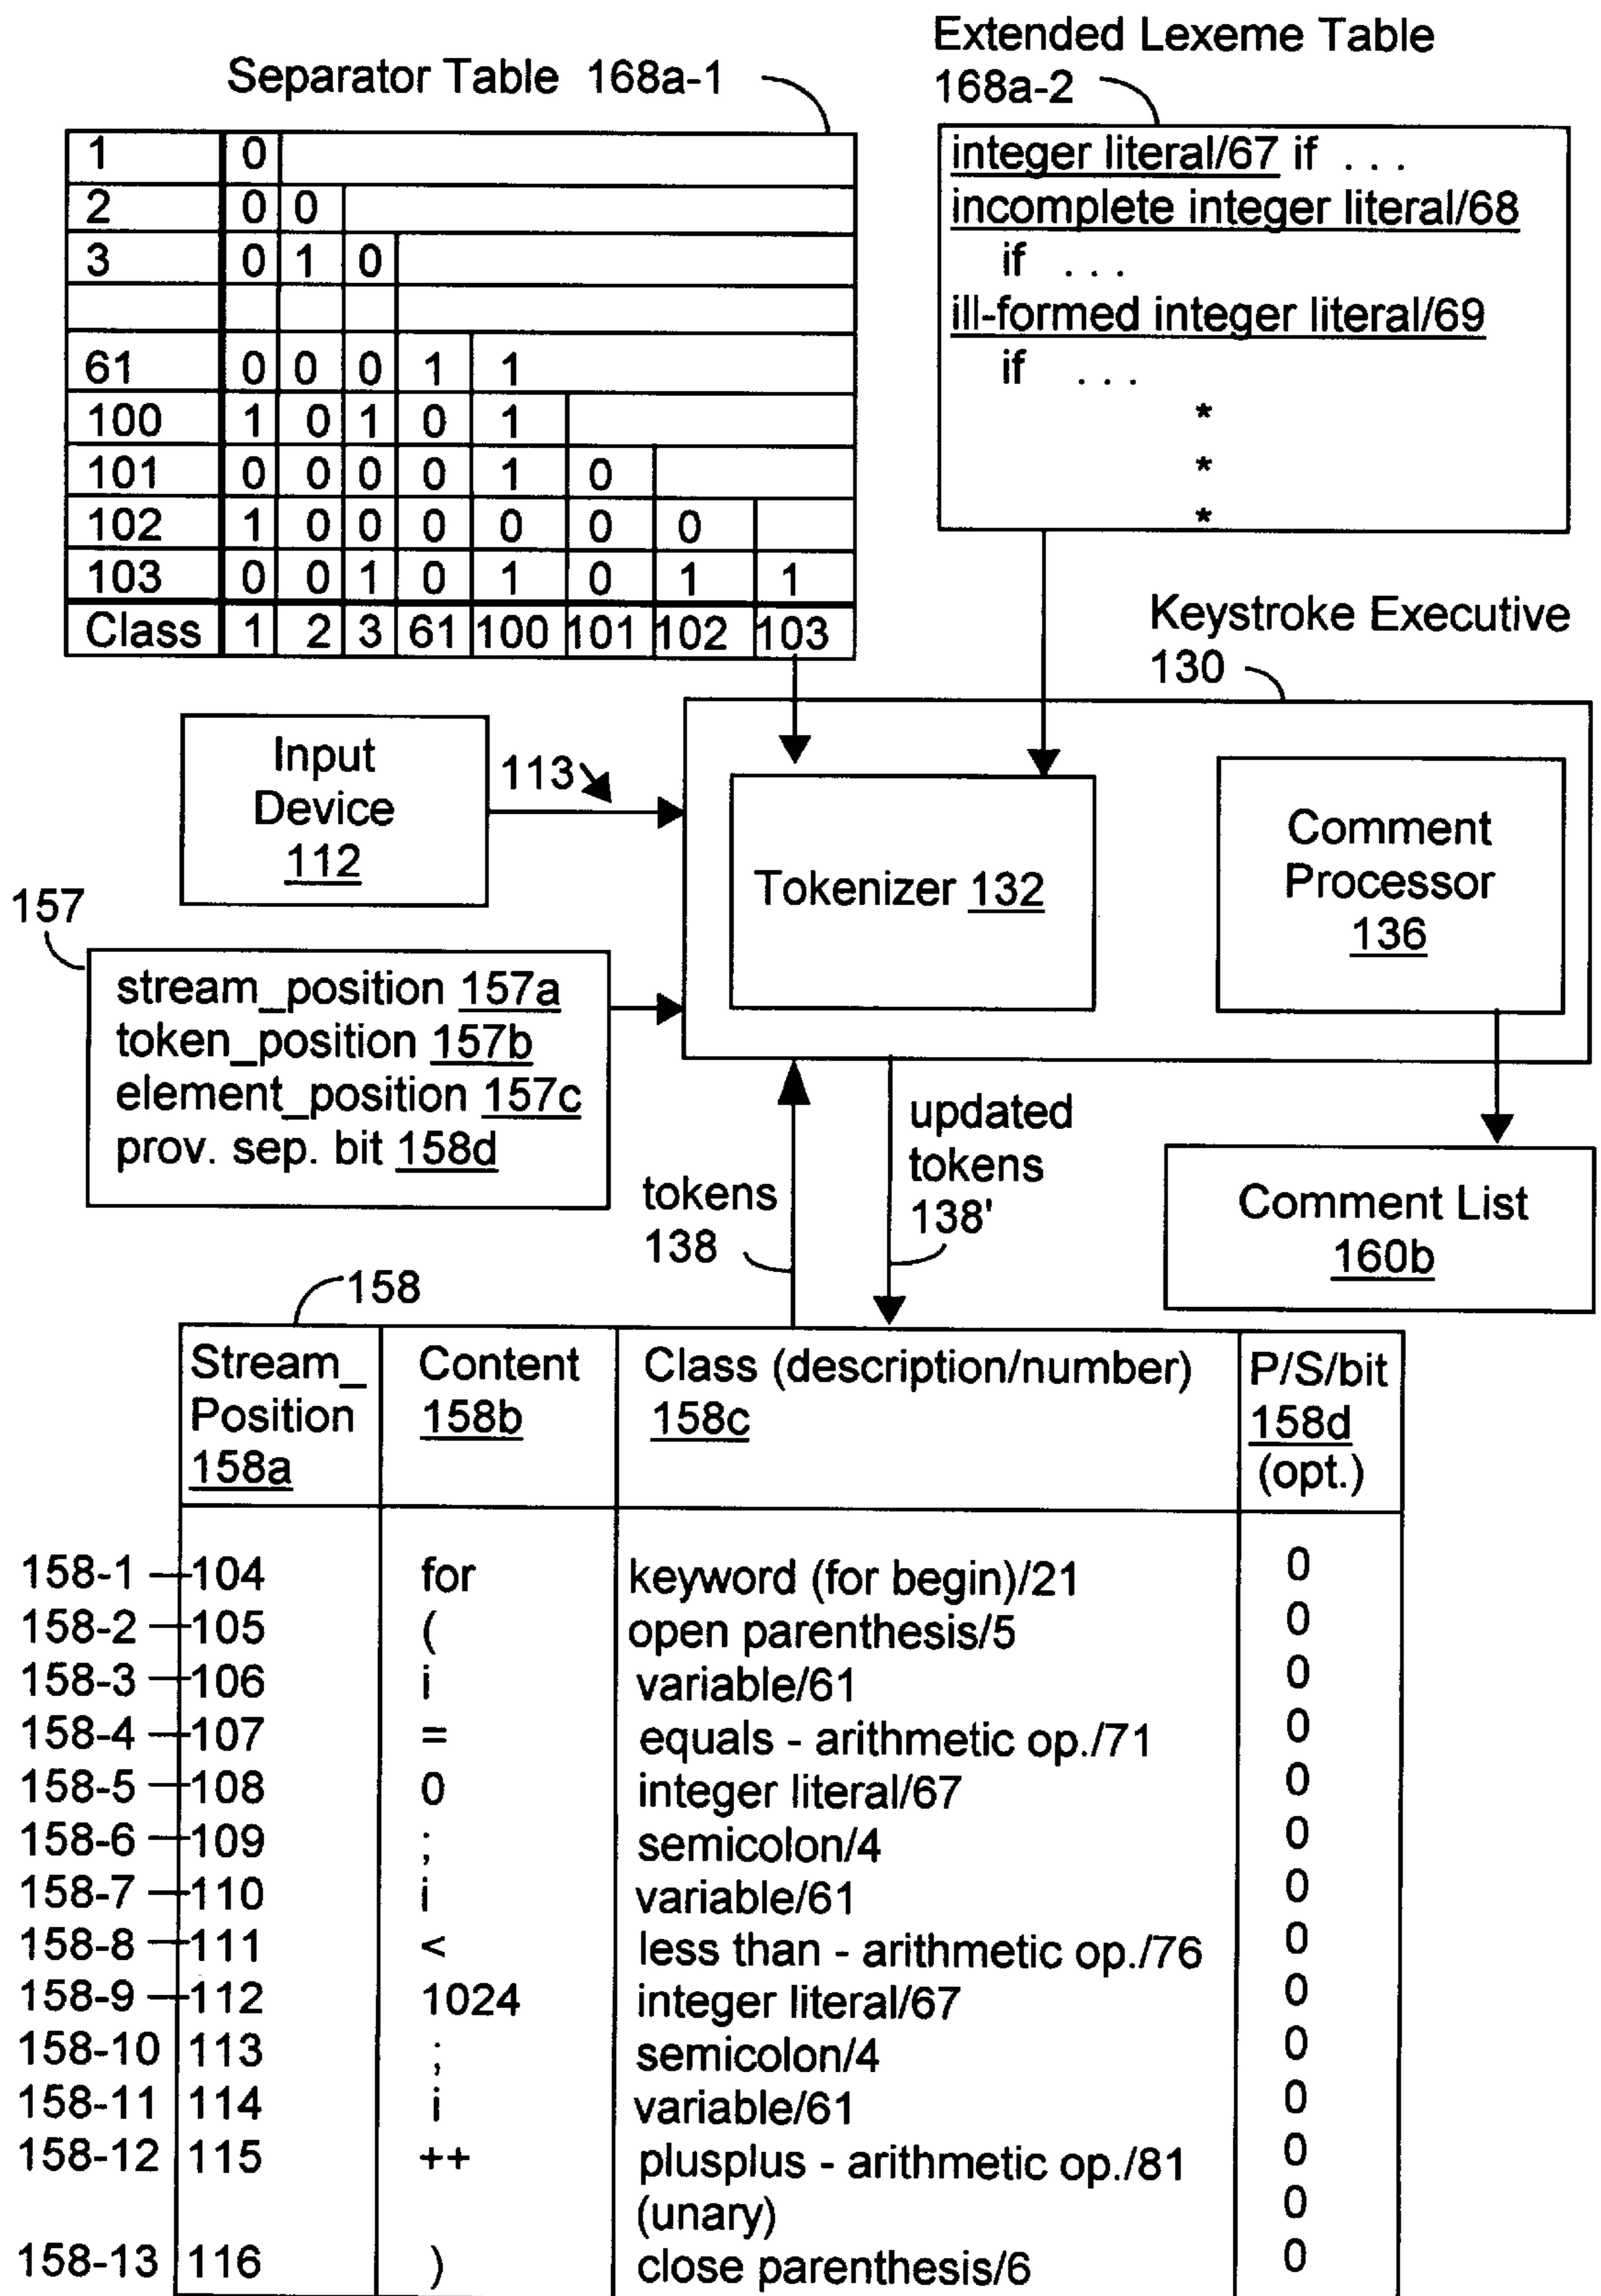 Extended Lexeme Table
168a-2
Separator Table 168a-1
1 0
2 0 0
3 0 1 0
61 0 0 0 1 1
100 1 0 1 0 1
101 0 0 0 0 1 0
102 1 0 0 0 0 0 0
103 0 0 1 0 1 0 1 1
Class 1 2 3 61 100 101 102 103
integer literal/67 if . . .
incomplete integer literal/68
if . . .
ill-formed integer literal/69
if . . .
*
*
*
Keystroke Executive
130
Input
Device
112
113
Tokenizer 132
Comment
Processor
136
157
stream_position 157a
token_position 157b
element_position 157c
prov. sep. bit 158d
tokens
138
updated
tokens
138'
Comment List
160b
158
Stream_ Content Class (description/number) P/S/bit
Position 158b 158c 158d
158a (opt.)
158-1 104 for keyword (for begin)/21 0
158-2 105 ( open parenthesis/5 0
158-3 106 i variable/61 0
158-4 107 = equals - arithmetic op./71 0
158-5 108 0 integer literal/67 0
158-6 109 ; semicolon/4 0
158-7 110 i variable/61 0
158-8 111 < less than - arithmetic op./76 0
158-9 112 1024 integer literal/67 0
158-10 113 ; semicolon/4 0
158-11 114 i variable/61 0
158-12 115 ++ plusplus - arithmetic op./81 0
(unary) 0
158-13 116 ) close parenthesis/6 0